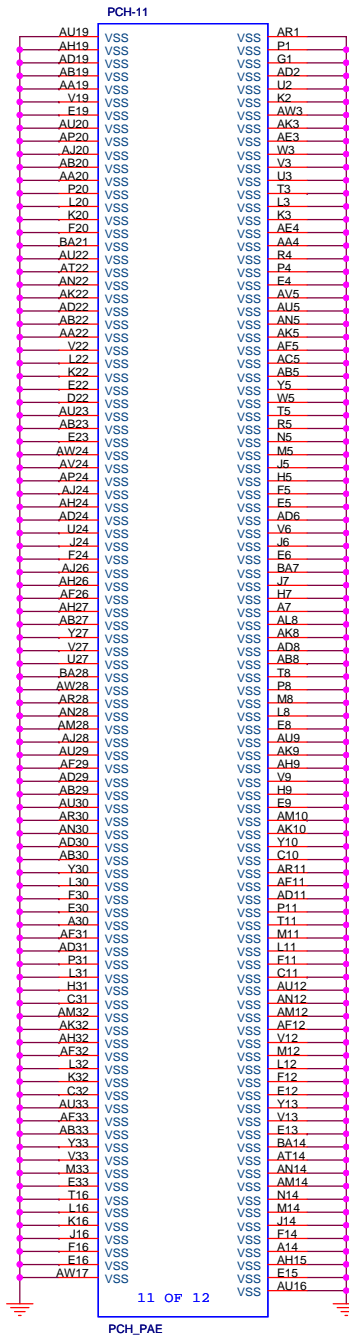 PCH-11
AU19 VSS VSS AR1
AH19 VSS VSS P1
AD19 VSS VSS G1
AB19 VSS VSS AD2
AA19 VSS VSS U2
V19 VSS VSS K2
E19 VSS VSS AW3
AU20 VSS VSS AK3
AP20 VSS VSS AE3
AJ20 VSS VSS W3
AB20 VSS VSS V3
AA20 VSS VSS U3
P20 VSS VSS T3
L20 VSS VSS L3
K20 VSS VSS K3
F20 VSS VSS AE4
BA21 VSS VSS AA4
AU22 VSS VSS R4
AT22 VSS VSS P4
AN22 VSS VSS E4
AK22 VSS VSS AV5
AD22 VSS VSS AU5
AB22 VSS VSS AN5
AA22 VSS VSS AK5
V22 VSS VSS AF5
L22 VSS VSS AC5
K22 VSS VSS AB5
E22 VSS VSS Y5
D22 VSS VSS W5
AU23 VSS VSS T5
AB23 VSS VSS R5
E23 VSS VSS N5
AW24 VSS VSS M5
AV24 VSS VSS J5
AP24 VSS VSS H5
AJ24 VSS VSS F5
AH24 VSS VSS E5
AD24 VSS VSS AD6
U24 VSS VSS V6
J24 VSS VSS J6
F24 VSS VSS E6
AJ26 VSS VSS BA7
AH26 VSS VSS J7
AF26 VSS VSS H7
AH27 VSS VSS A7
AB27 VSS VSS AL8
Y27 VSS VSS AK8
V27 VSS VSS AD8
U27 VSS VSS AB8
BA28 VSS VSS T8
AW28 VSS VSS P8
AR28 VSS VSS M8
AN28 VSS VSS L8
AM28 VSS VSS E8
AJ28 VSS VSS AU9
AU29 VSS VSS AK9
AF29 VSS VSS AH9
AD29 VSS VSS V9
AB29 VSS VSS H9
AU30 VSS VSS E9
AR30 VSS VSS AM10
AN30 VSS VSS AK10
AD30 VSS VSS Y10
AB30 VSS VSS C10
Y30 VSS VSS AR11
L30 VSS VSS AF11
F30 VSS VSS AD11
E30 VSS VSS P11
A30 VSS VSS T11
AF31 VSS VSS M11
AD31 VSS VSS L11
P31 VSS VSS F11
L31 VSS VSS C11
H31 VSS VSS AU12
C31 VSS VSS AN12
AM32 VSS VSS AM12
AK32 VSS VSS AF12
AH32 VSS VSS V12
AF32 VSS VSS M12
L32 VSS VSS L12
K32 VSS VSS F12
C32 VSS VSS E12
AU33 VSS VSS Y13
AF33 VSS VSS V13
AB33 VSS VSS E13
Y33 VSS VSS BA14
V33 VSS VSS AT14
M33 VSS VSS AN14
E33 VSS VSS AM14
T16 VSS VSS N14
L16 VSS VSS M14
K16 VSS VSS J14
J16 VSS VSS F14
F16 VSS VSS A14
E16 VSS VSS AH15
AW17 VSS VSS E15
VSS AU16
11 OF 12
PCH_PAE